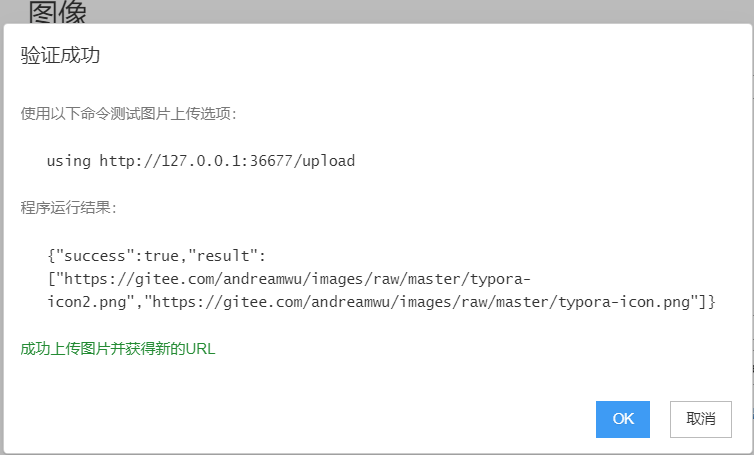 图像
验证成功
使用以下命令测试图片上传选项:
using http://127.0.0.1:36677/upload
程序运行结果:
{"success":true,"result":
["https://gitee.com/andreamwu/images/raw/master/typora-
icon2.png","https://gitee.com/andreamwu/images/raw/master/typora-icon.png"]}
成功上传图片并获得新的URL
OK 取消